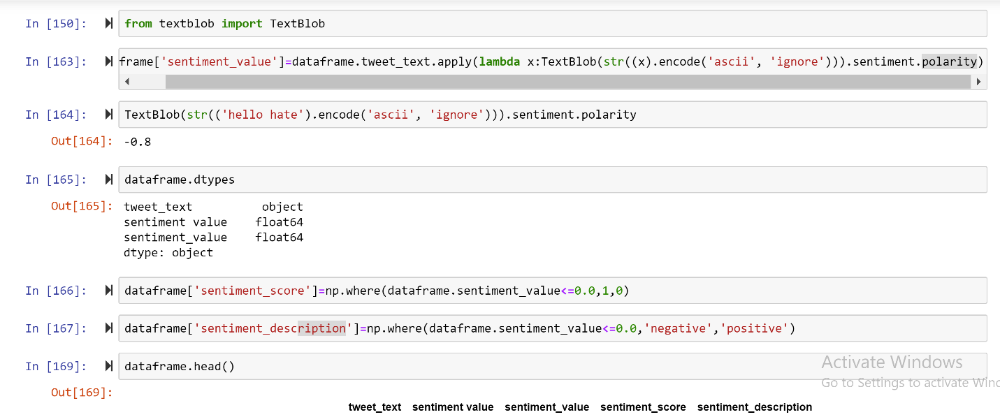 In [150]: from textblob import TextBlob
In [163]: frame['sentiment_value']=dataframe.tweet_text.apply(lambda x:TextBlob(str((x).encode('ascii', 'ignore'))).sentiment.polarity)
In [164]: TextBlob(str(('hello hate').encode('ascii', 'ignore'))).sentiment.polarity
Out[164]: -0.8
In [165]: dataframe.dtypes
Out[165]: tweet_text object
sentiment value float64
sentiment_value float64
dtype: object
In [166]: dataframe['sentiment_score']=np.where(dataframe.sentiment_value<=0.0,1,0)
In [167]: dataframe['sentiment_description']=np.where(dataframe.sentiment_value<=0.0,'negative','positive')
In [169]: dataframe.head()
Activate Windows
Go to Settings to activate Wind
Out[169]:
tweet_text sentiment value sentiment_value sentiment_score sentiment_description